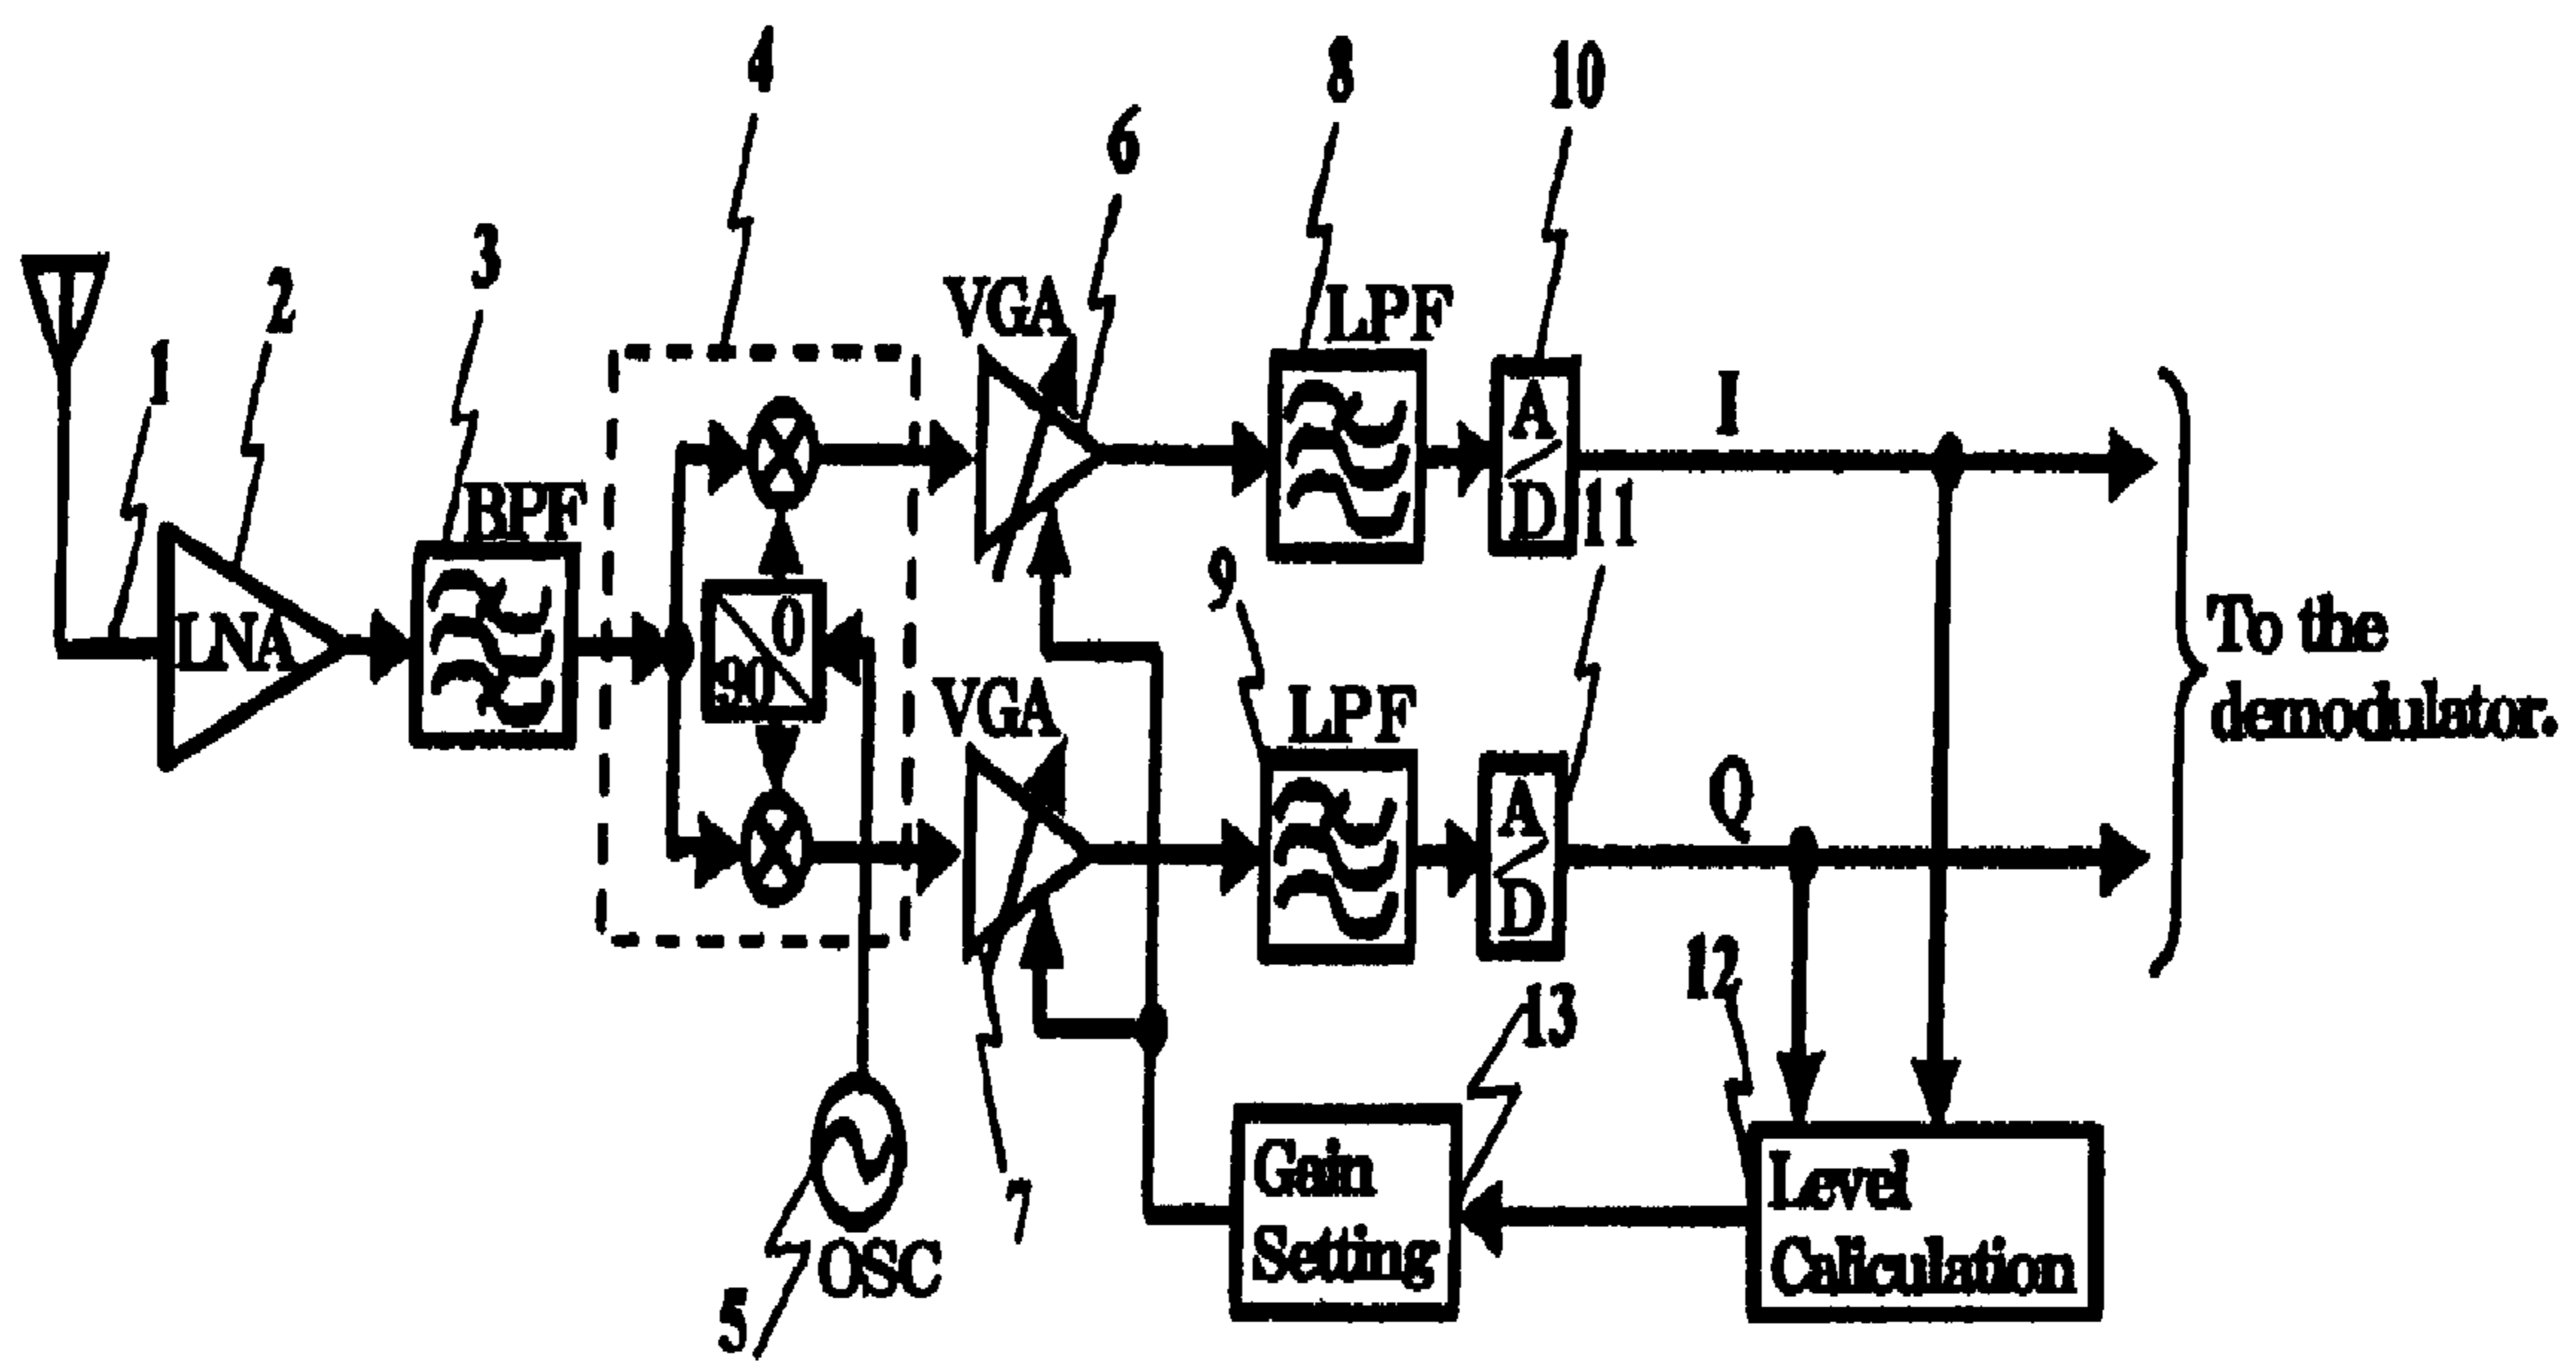 4
8
10
6
3
2
VGA
LPF
1
A
I
BPF
D
11
9
0
To the
LNA
90
VGA
LPF
demodulator.
A
Q
D
12
13
Gain
Level
7
Setting
Caliculation
OSC
5